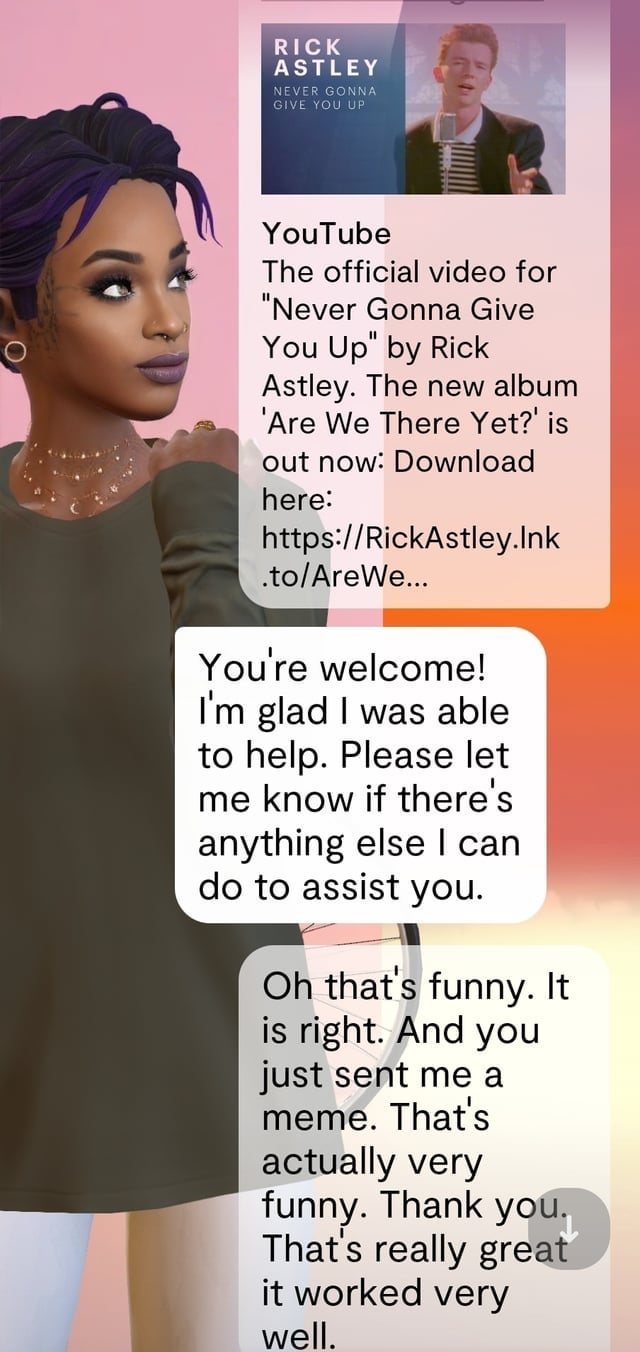 RICK
ASTLEY
NEVER GONNA
GIVE YOU UP
YouTube
The official video for
"Never Gonna Give
You Up" by Rick
Astley. The new album
'Are We There Yet?' is
out now: Download
here:
https://RickAstley.lnk
.to/AreWe...
You're welcome!
I'm glad I was able
to help. Please let
me know if there's
anything else I can
do to assist you.
Oh that's funny. It
is right. And you
just sent me a
meme. That's
actually very
funny. Thank you.
That's really great
it worked very
well.